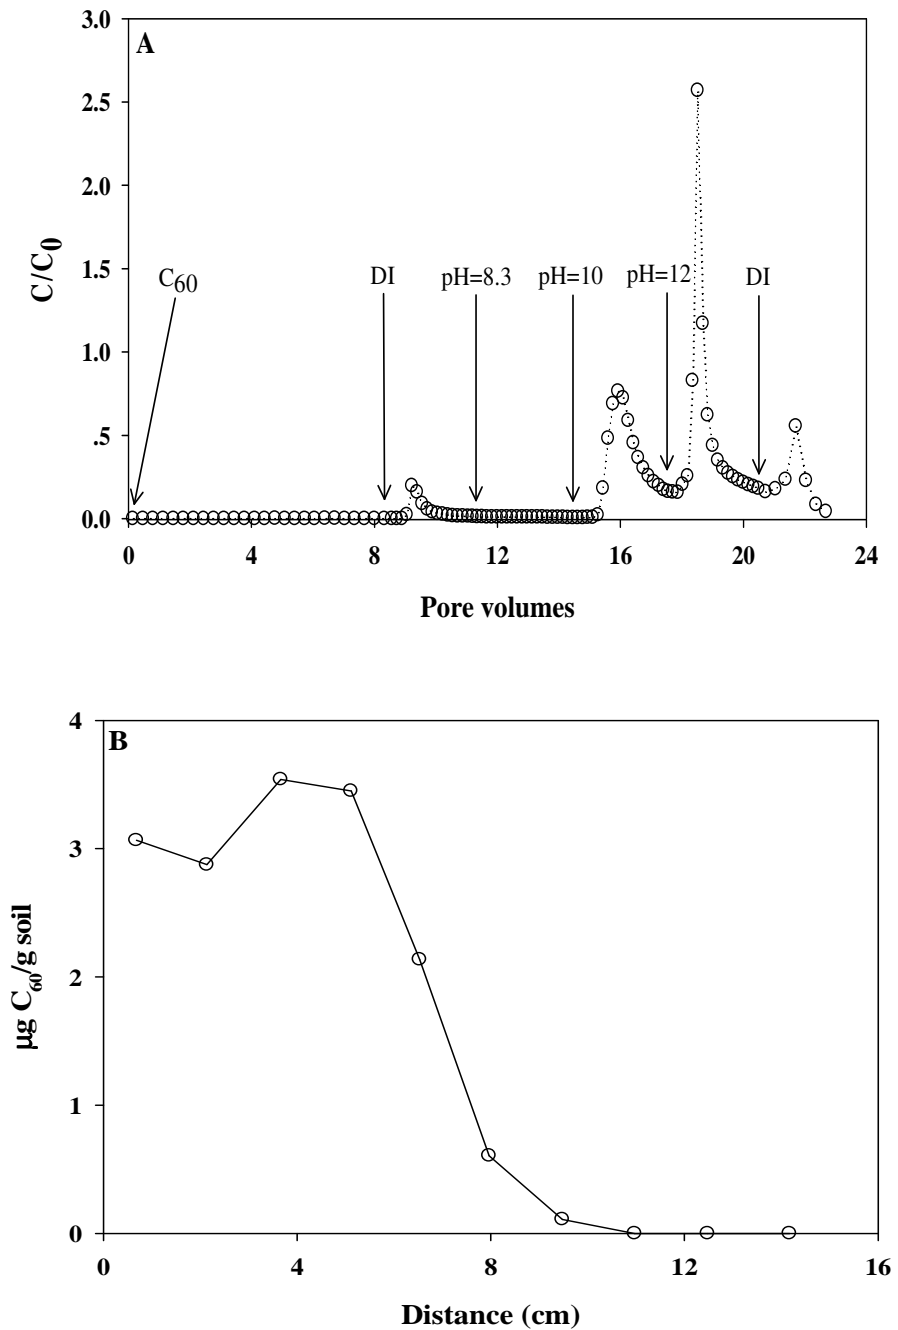 A
3.0
2.5
2.0
1.5
1.0
.5
0.0
C/C0
C60
DI
pH=8.3
pH=10
pH=12
DI
0 4 8 12 16 20 24
Pore volumes
B
4
3
2
1
0
µg C60/g soil
0 4 8 12 16
Distance (cm)